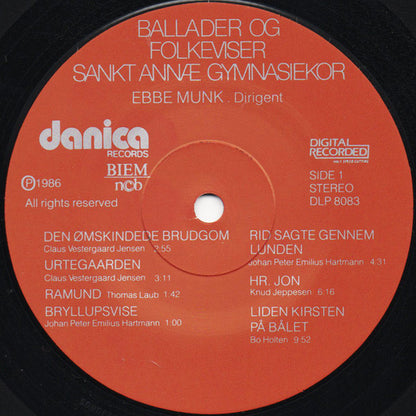 BALLADER OG
FOLKEVISER
SANKT ANNÆ GYMNASIEKOR
EBBE MUNK . Dirigent
danica
RECORDS
BIEM
ncb
℗1986
All rights reserved
DIGITAL
RECORDED
SIDE 1
STEREO
DLP 8083
DEN ØMSKINDEDE BRUDGOM
Claus Vestergaard Jensen 2:55
URTEGAARDEN
Claus Vestergaard Jensen 3:11
RAMUND Thomas Laub 1:42
BRYLLUPSVISE
Johan Peter Emilius Hartmann 1:00
RID SAGTE GENNEM
LUNDEN
Johan Peter Emilius Hartmann 4:31
HR. JON
Knud Jeppesen 6:16
LIDEN KIRSTEN
PÅ BÅLET
Bo Holten 9:52